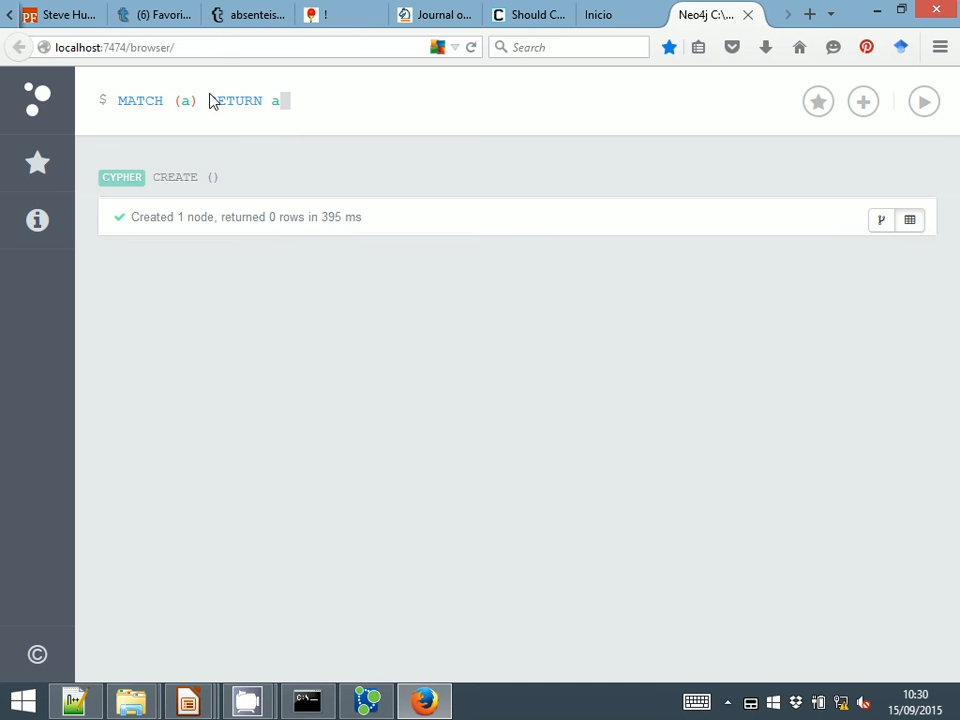 Steve Hu...
(6) Favori...
absenteis...
!
Journal o...
Should C...
Inicio
Neo4j C:\...
localhost:7474/browser/
Search
$ MATCH (a) RETURN a
CYPHER CREATE ()
Created 1 node, returned 0 rows in 395 ms
10:30
15/09/2015